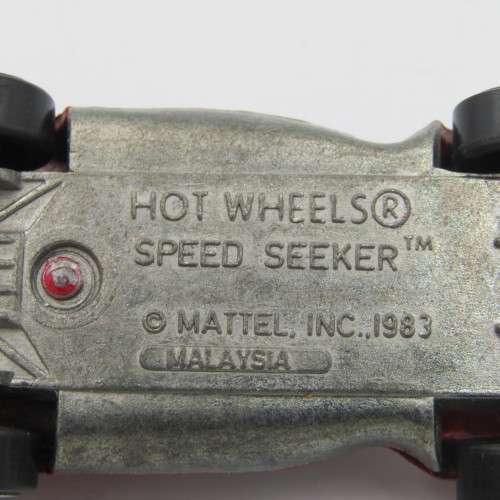 HOT WHEELS®
SPEED SEEKER™
© MATTEL, INC.,1983
MALAYSIA